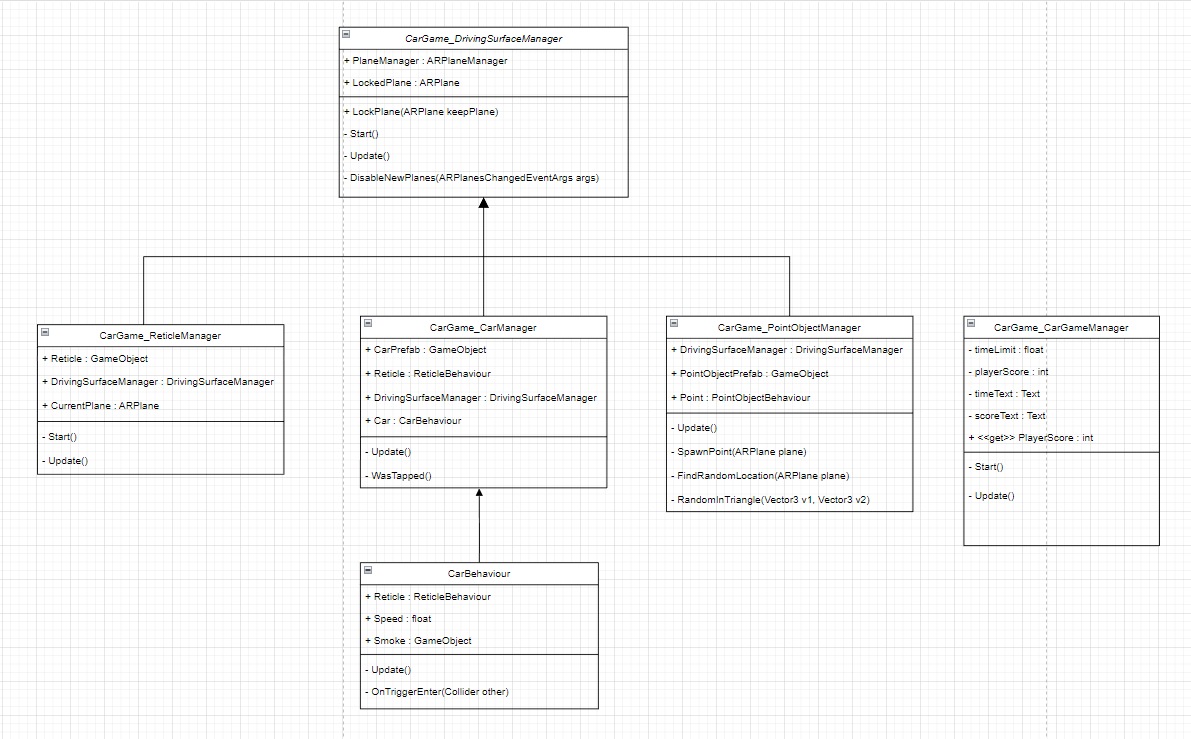 CarGame_DrivingSurfaceManager
+ PlaneManager : ARPlaneManager
+ LockedPlane : ARPlane
+ LockPlane(ARPlane keepPlane)
- Start()
- Update()
- DisableNewPlanes(ARPlanesChangedEventArgs args)
CarGame_ReticleManager
+ Reticle : GameObject
+ DrivingSurfaceManager : DrivingSurfaceManager
+ CurrentPlane : ARPlane
- Start()
- Update()
CarGame_CarManager
+ CarPrefab : GameObject
+ Reticle : ReticleBehaviour
+ DrivingSurfaceManager : DrivingSurfaceManager
+ Car : CarBehaviour
- Update()
- WasTapped()
CarGame_PointObjectManager
+ DrivingSurfaceManager : DrivingSurfaceManager
+ PointObjectPrefab : GameObject
+ Point : PointObjectBehaviour
- Update()
- SpawnPoint(ARPlane plane)
- FindRandomLocation(ARPlane plane)
- RandomInTriangle(Vector3 v1, Vector3 v2)
CarGame_CarGameManager
- timeLimit : float
- playerScore : int
- timeText : Text
- scoreText : Text
+ <<get>> PlayerScore : int
- Start()
- Update()
CarBehaviour
+ Reticle : ReticleBehaviour
+ Speed : float
+ Smoke : GameObject
- Update()
- OnTriggerEnter(Collider other)